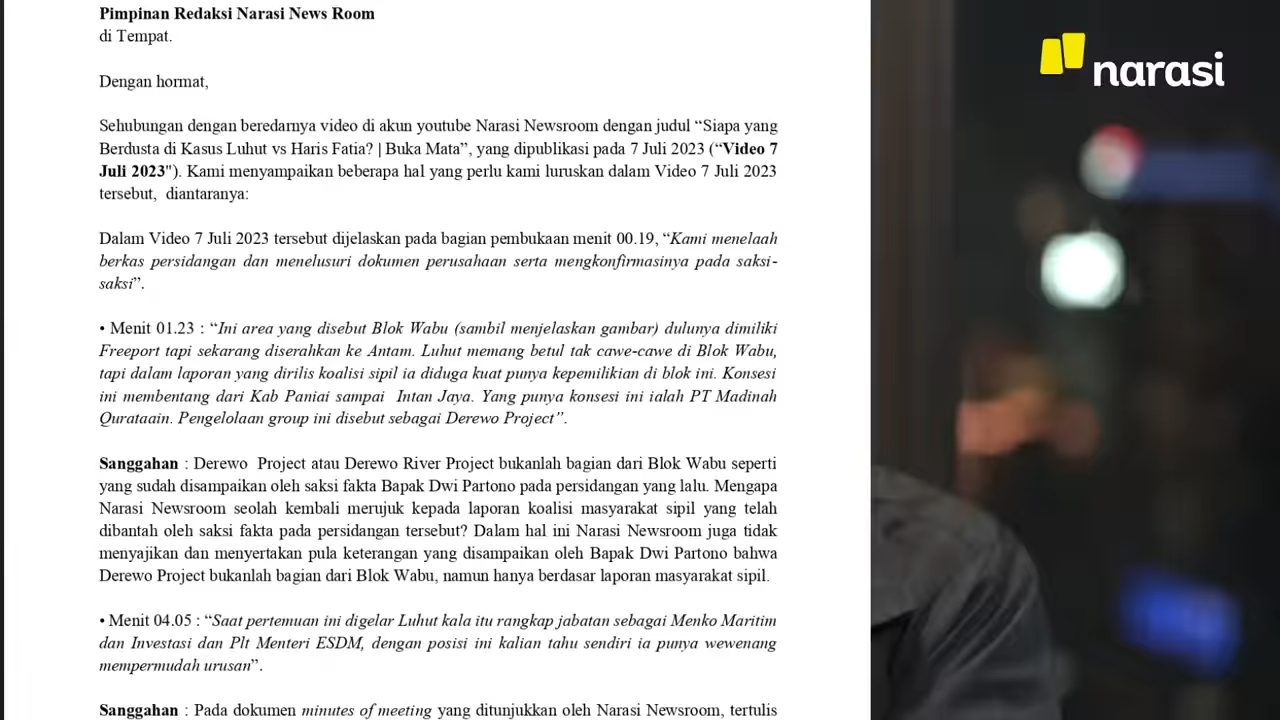 Pimpinan Redaksi Narasi News Room
di Tempat.
Dengan hormat,
Sehubungan dengan beredarnya video di akun youtube Narasi Newsroom dengan judul “Siapa yang
Berdusta di Kasus Luhut vs Haris Fatia? | Buka Mata”, yang dipublikasi pada 7 Juli 2023 (“Video 7
Juli 2023"). Kami menyampaikan beberapa hal yang perlu kami luruskan dalam Video 7 Juli 2023
tersebut, diantaranya:
Dalam Video 7 Juli 2023 tersebut dijelaskan pada bagian pembukaan menit 00.19, “Kami menelaah
berkas persidangan dan menelusuri dokumen perusahaan serta mengkonfirmasinya pada saksi-
saksi”.
• Menit 01.23 : “Ini area yang disebut Blok Wabu (sambil menjelaskan gambar) dulunya dimiliki
Freeport tapi sekarang diserahkan ke Antam. Luhut memang betul tak cawe-cawe di Blok Wabu,
tapi dalam laporan yang dirilis koalisi sipil ia diduga kuat punya kepemilikan di blok ini. Konsesi
ini membentang dari Kab Paniai sampai Intan Jaya. Yang punya konsesi ini ialah PT Madinah
Qurataain. Pengelolaan group ini disebut sebagai Derewo Project”.
Sanggahan : Derewo Project atau Derewo River Project bukanlah bagian dari Blok Wabu seperti
yang sudah disampaikan oleh saksi fakta Bapak Dwi Partono pada persidangan yang lalu. Mengapa
Narasi Newsroom seolah kembali merujuk kepada laporan koalisi masyarakat sipil yang telah
dibantah oleh saksi fakta pada persidangan tersebut? Dalam hal ini Narasi Newsroom juga tidak
menyajikan dan menyertakan pula keterangan yang disampaikan oleh Bapak Dwi Partono bahwa
Derewo Project bukanlah bagian dari Blok Wabu, namun hanya berdasar laporan masyarakat sipil.
• Menit 04.05 : “Saat pertemuan ini digelar Luhut kala itu rangkap jabatan sebagai Menko Maritim
dan Investasi dan Plt Menteri ESDM, dengan posisi ini kalian tahu sendiri ia punya wewenang
mempermudah urusan”.
Sanggahan : Pada dokumen minutes of meeting yang ditunjukkan oleh Narasi Newsroom, tertulis
narasi